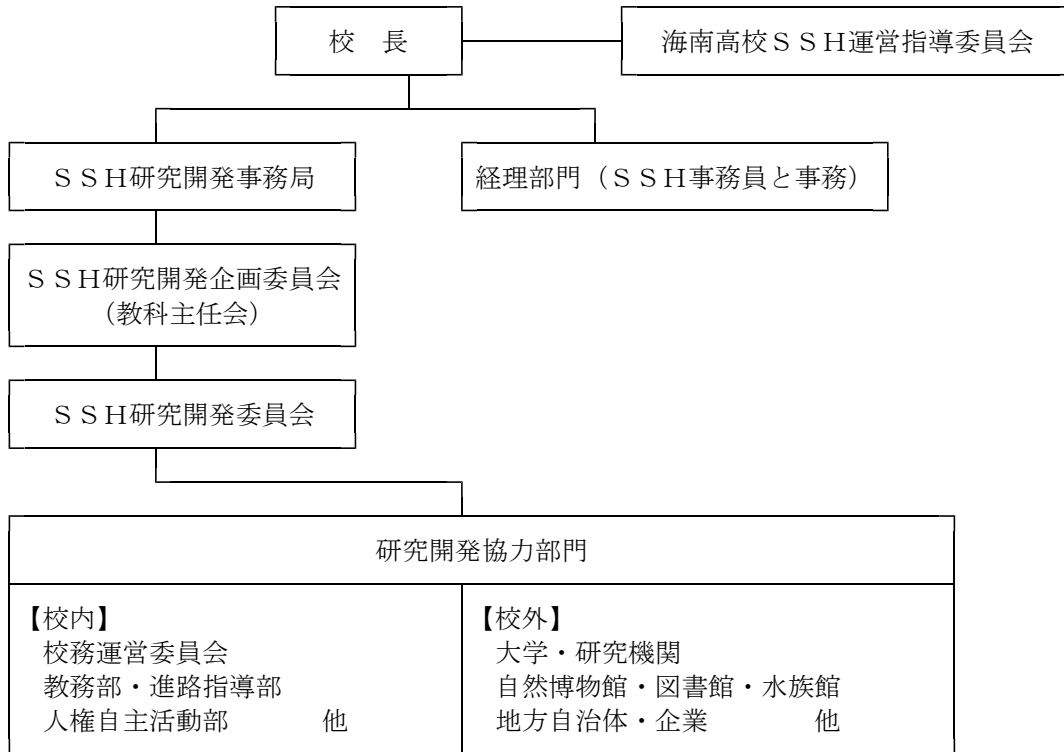 校　長
海南高校ＳＳＨ運営指導委員会
ＳＳＨ研究開発事務局
経理部門（ＳＳＨ事務員と事務）
ＳＳＨ研究開発企画委員会
（教科主任会）
ＳＳＨ研究開発委員会
研究開発協力部門
【校内】
校務運営委員会
教務部・進路指導部
人権自主活動部　　　他
【校外】
大学・研究機関
自然博物館・図書館・水族館
地方自治体・企業　　　他